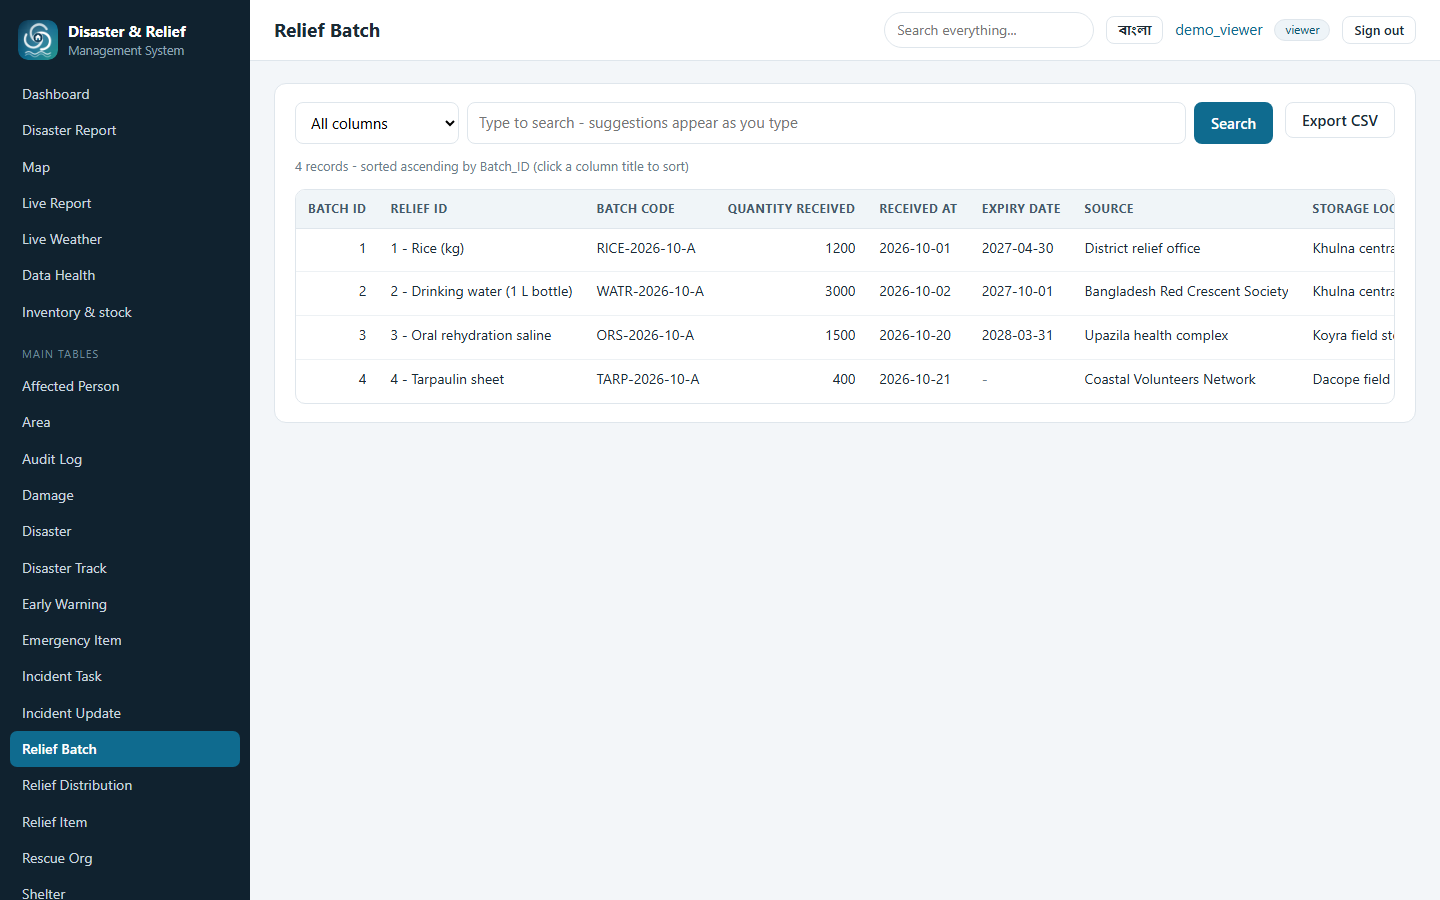 Disaster & Relief
Management System
Dashboard
Disaster Report
Map
Live Report
Live Weather
Data Health
Inventory & stock
MAIN TABLES
Affected Person
Area
Audit Log
Damage
Disaster
Disaster Track
Early Warning
Emergency Item
Incident Task
Incident Update
Relief Batch
Relief Distribution
Relief Item
Rescue Org
Shelter
Relief Batch
Search everything...
বাংলা
demo_viewer
viewer
Sign out
All columns
Type to search - suggestions appear as you type
Search
Export CSV
4 records - sorted ascending by Batch_ID (click a column title to sort)
BATCH ID RELIEF ID BATCH CODE QUANTITY RECEIVED RECEIVED AT EXPIRY DATE SOURCE STORAGE
1 1 - Rice (kg) RICE-2026-10-A 1200 2026-10-01 2027-04-30 District relief office Khulna
2 2 - Drinking water (1 L bottle) WATR-2026-10-A 3000 2026-10-02 2027-10-01 Bangladesh Red Crescent Society Khulna
3 3 - Oral rehydration saline ORS-2026-10-A 1500 2026-10-20 2028-03-31 Upazila health complex Koyra field
4 4 - Tarpaulin sheet TARP-2026-10-A 400 2026-10-21 - Coastal Volunteers Network Dacope field